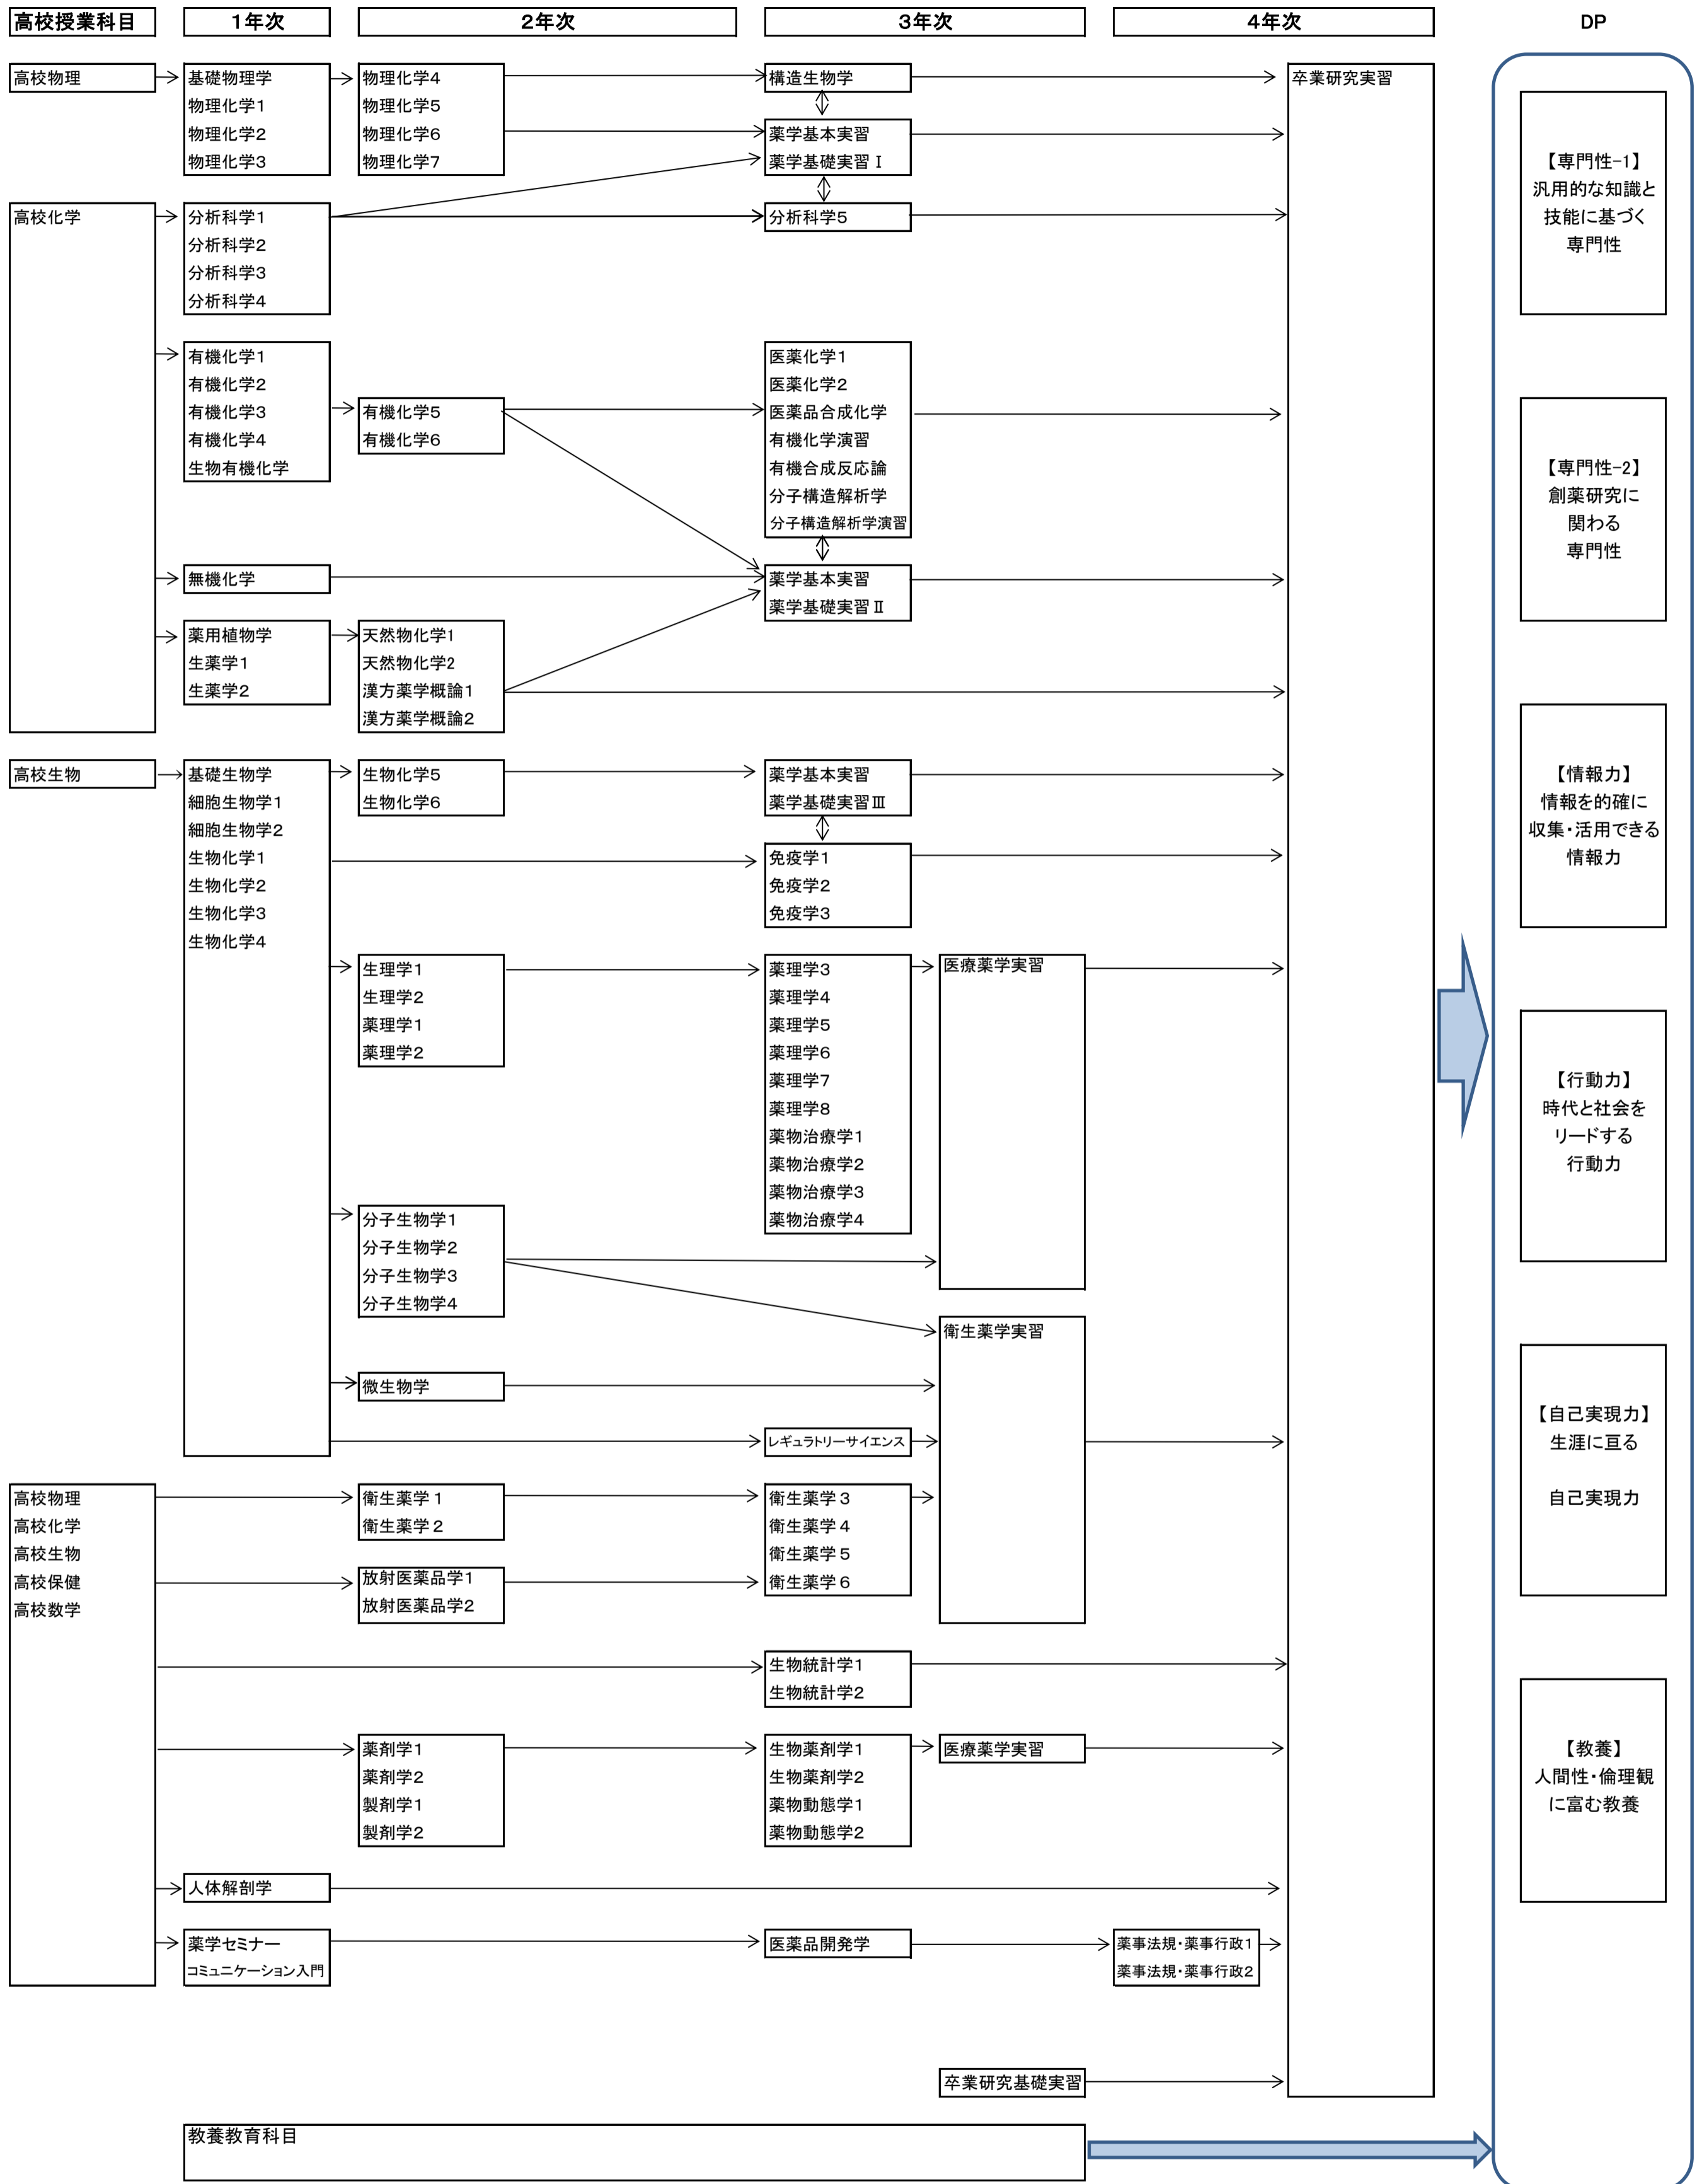 高校授業科目
1年次
2年次
3年次
4年次
DP
高校物理
基礎物理学
物理化学1
物理化学2
物理化学3
物理化学4
物理化学5
物理化学6
物理化学7
構造生物学
薬学基本実習
薬学基礎実習Ⅰ
卒業研究実習
高校化学
分析科学1
分析科学2
分析科学3
分析科学4
分析科学5
有機化学1
有機化学2
有機化学3
有機化学4
生物有機化学
有機化学5
有機化学6
医薬化学1
医薬化学2
医薬品合成化学
有機化学演習
有機合成反応論
分子構造解析学
分子構造解析学演習
無機化学
薬学基本実習
薬学基礎実習Ⅱ
薬用植物学
生薬学1
生薬学2
天然物化学1
天然物化学2
漢方薬学概論1
漢方薬学概論2
高校生物
基礎生物学
細胞生物学1
細胞生物学2
生物化学1
生物化学2
生物化学3
生物化学4
生物化学5
生物化学6
薬学基本実習
薬学基礎実習Ⅲ
免疫学1
免疫学2
免疫学3
生理学1
生理学2
薬理学1
薬理学2
薬理学3
薬理学4
薬理学5
薬理学6
薬理学7
薬理学8
薬物治療学1
薬物治療学2
薬物治療学3
薬物治療学4
医療薬学実習
分子生物学1
分子生物学2
分子生物学3
分子生物学4
衛生薬学実習
微生物学
レギュラトリーサイエンス
高校物理
高校化学
高校生物
高校保健
高校数学
衛生薬学1
衛生薬学2
衛生薬学3
衛生薬学4
衛生薬学5
衛生薬学6
放射医薬品学1
放射医薬品学2
生物統計学1
生物統計学2
薬剤学1
薬剤学2
製剤学1
製剤学2
生物薬剤学1
生物薬剤学2
薬物動態学1
薬物動態学2
医療薬学実習
人体解剖学
薬学セミナー
コミュニケーション入門
医薬品開発学
薬事法規・薬事行政1
薬事法規・薬事行政2
卒業研究基礎実習
教養教育科目
【専門性-1】
汎用的な知識と
技能に基づく
専門性
【専門性-2】
創薬研究に
関わる
専門性
【情報力】
情報を的確に
収集・活用できる
情報力
【行動力】
時代と社会を
リードする
行動力
【自己実現力】
生涯に亘る
自己実現力
【教養】
人間性・倫理観
に富む教養